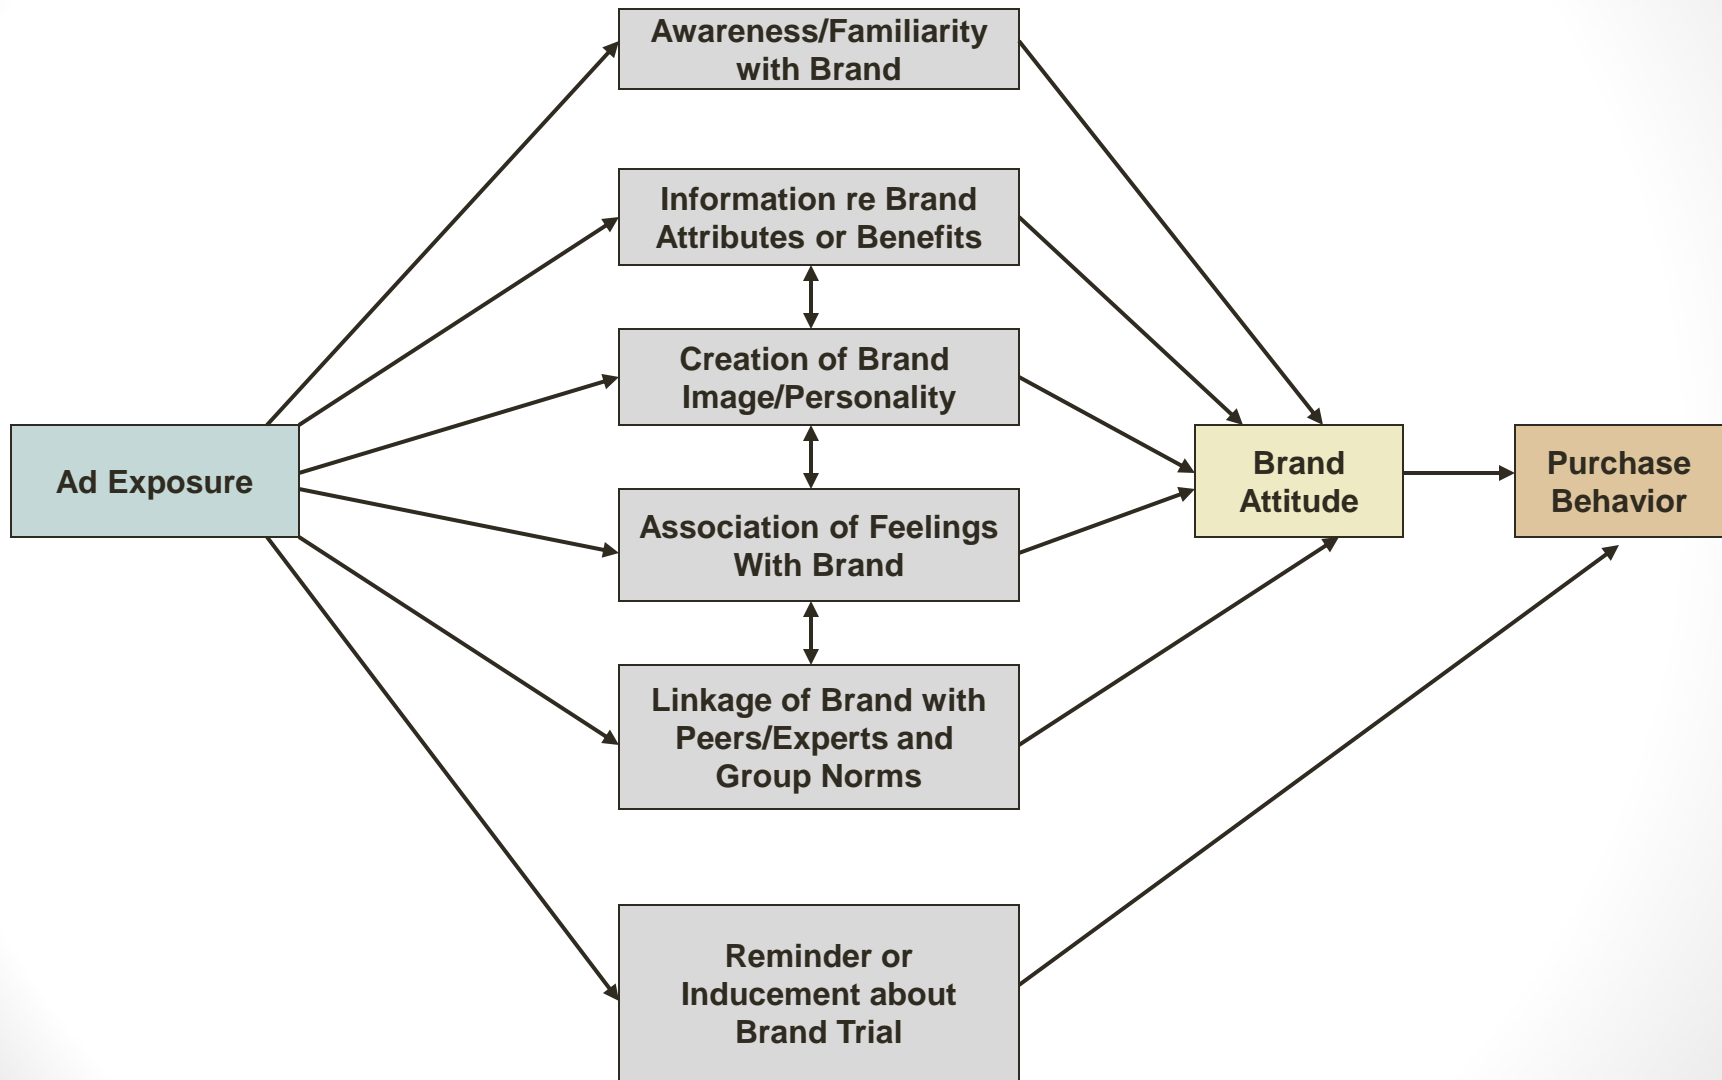 Awareness/Familiarity
with Brand
Information re Brand
Attributes or Benefits
Creation of Brand
Image/Personality
Ad Exposure
Brand
Attitude
Purchase
Behavior
Association of Feelings
With Brand
Linkage of Brand with
Peers/Experts and
Group Norms
Reminder or
Inducement about
Brand Trial